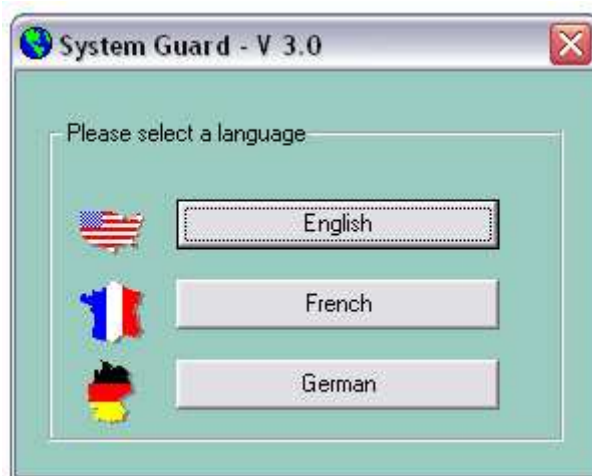 System Guard - V 3.0
Please select a language
English
French
German